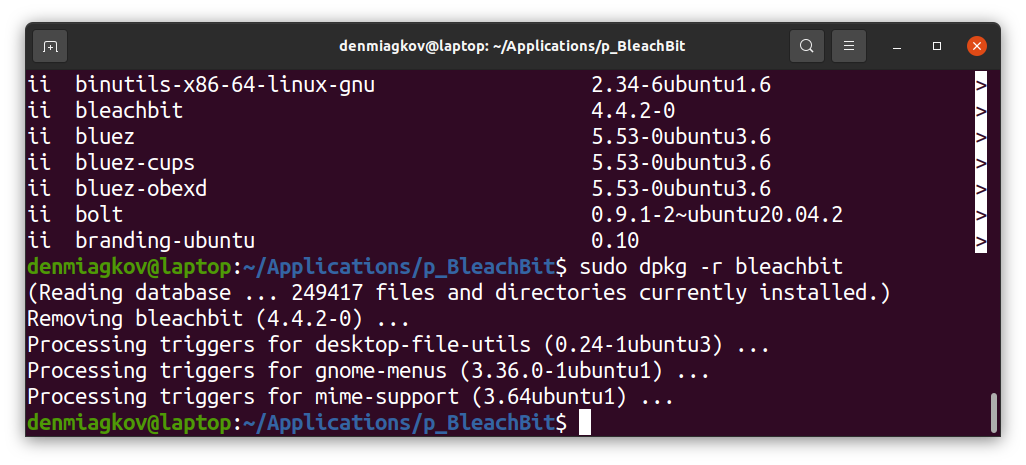 denmiagkov@laptop: ~/Applications/p_BleachBit
ii  binutils-x86-64-linux-gnu                  2.34-6ubuntu1.6                 >
ii  bleachbit                                  4.4.2-0                         >
ii  bluez                                      5.53-0ubuntu3.6                 >
ii  bluez-cups                                 5.53-0ubuntu3.6                 >
ii  bluez-obexd                                5.53-0ubuntu3.6                 >
ii  bolt                                       0.9.1-2~ubuntu20.04.2           >
ii  branding-ubuntu                            0.10                            >
denmiagkov@laptop:~/Applications/p_BleachBit$ sudo dpkg -r bleachbit
(Reading database ... 249417 files and directories currently installed.)
Removing bleachbit (4.4.2-0) ...
Processing triggers for desktop-file-utils (0.24-1ubuntu3) ...
Processing triggers for gnome-menus (3.36.0-1ubuntu1) ...
Processing triggers for mime-support (3.64ubuntu1) ...
denmiagkov@laptop:~/Applications/p_BleachBit$